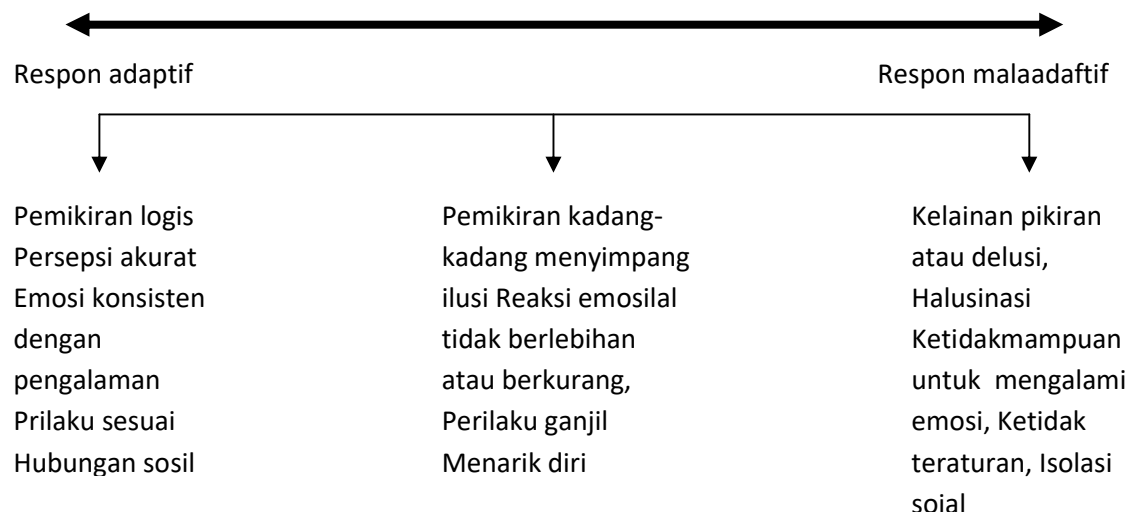 Respon adaptif
Respon malaadaftif
Pemikiran logis
Persepsi akurat
Emosi konsisten
dengan
pengalaman
Prilaku sesuai
Hubungan sosil
Pemikiran kadang-
kadang menyimpang
ilusi Reaksi emosilal
tidak berlebihan
atau berkurang,
Perilaku ganjil
Menarik diri
Kelainan pikiran
atau delusi,
Halusinasi
Ketidakmampuan
untuk mengalami
emosi, Ketidak
teraturan, Isolasi
soial